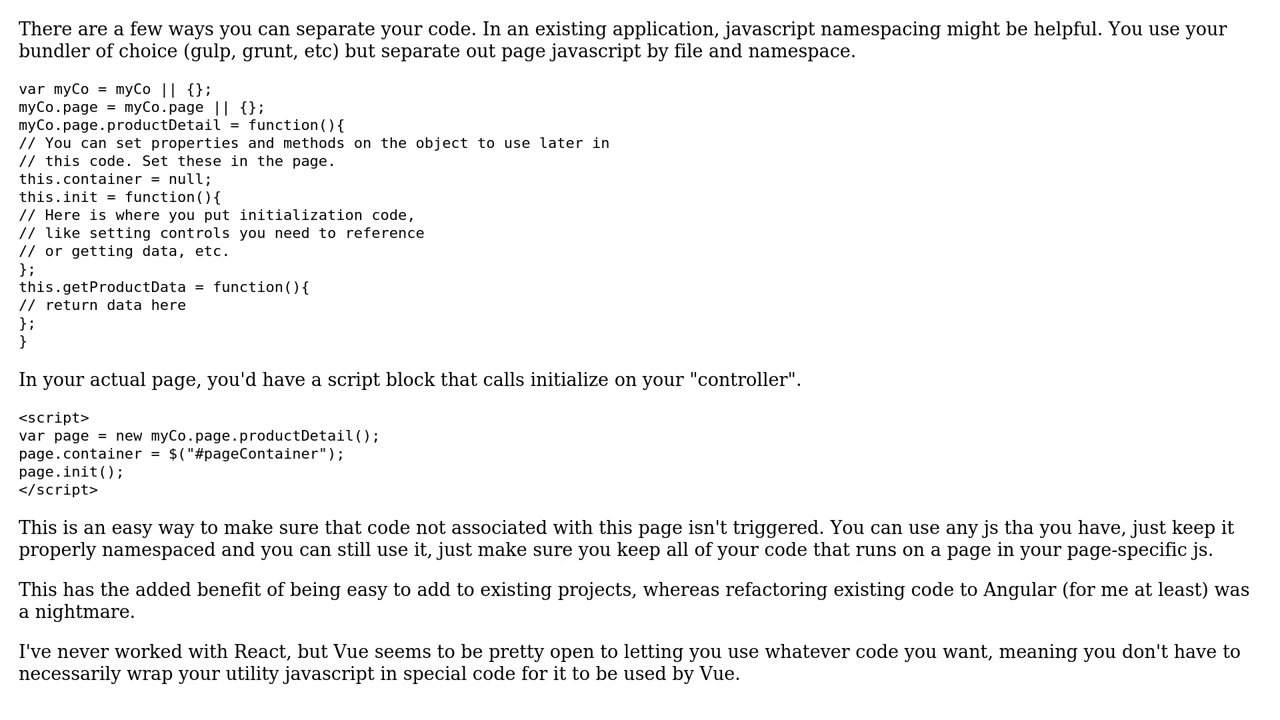 There are a few ways you can separate your code. In an existing application, javascript namespacing might be helpful. You use your
bundler of choice (gulp, grunt, etc) but separate out page javascript by file and namespace.
var myCo = myCo || {};
myCo.page = myCo.page || {};
myCo.page.productDetail = function(){
// You can set properties and methods on the object to use later in
// this code. Set these in the page.
this.container = null;
this.init = function(){
// Here is where you put initialization code,
// like setting controls you need to reference
// or getting data, etc.
};
this.getProductData = function(){
// return data here
};
}
In your actual page, you'd have a script block that calls initialize on your "controller".
<script>
var page = new myCo.page.productDetail();
page.container = $("#pageContainer");
page.init();
</script>
This is an easy way to make sure that code not associated with this page isn't triggered. You can use any js tha you have, just keep it
properly namespaced and you can still use it, just make sure you keep all of your code that runs on a page in your page-specific js.
This has the added benefit of being easy to add to existing projects, whereas refactoring existing code to Angular (for me at least) was
a nightmare.
I've never worked with React, but Vue seems to be pretty open to letting you use whatever code you want, meaning you don't have to
necessarily wrap your utility javascript in special code for it to be used by Vue.